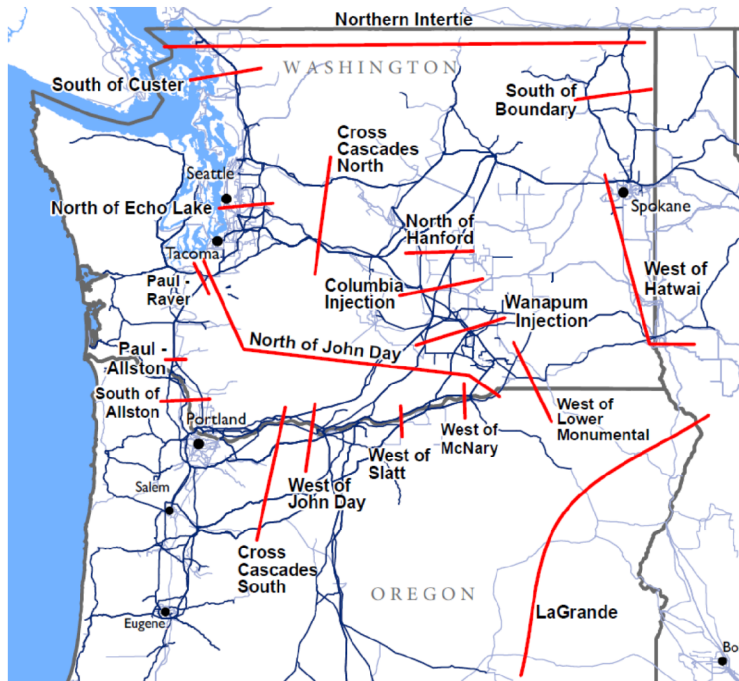 Northern Intertie
South of Custer
WASHINGTON
South of
Boundary
Cross
Cascades
North
Seattle
Spokane
North of Echo Lake
North of
Hanford
Tacoma
Paul -
Raver
Columbia
Injection
West of
Hatwai
Wanapum
Injection
North of John Day
Paul -
Allston
South of
Allston
Portland
West of
Lower
Monumental
West of
McNary
West of
Slatt
West of
John Day
Salem
Cross
Cascades
South
OREGON
LaGrande
Eugene
Bo